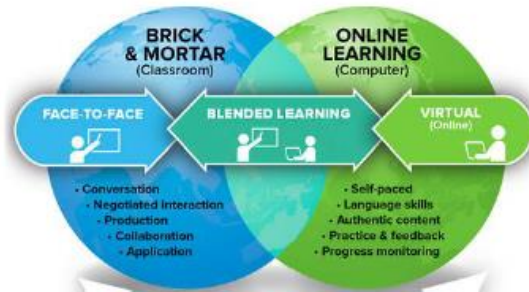 BRICK
& MORTAR
(Classroom)
ONLINE
LEARNING
(Computer)
FACE-TO-FACE
BLENDED LEARNING
VIRTUAL
(Online)
• Conversation
• Negotiated interaction
• Production
• Collaboration
• Application
• Self-paced
• Language skills
• Authentic content
• Practice & feedback
• Progress monitoring